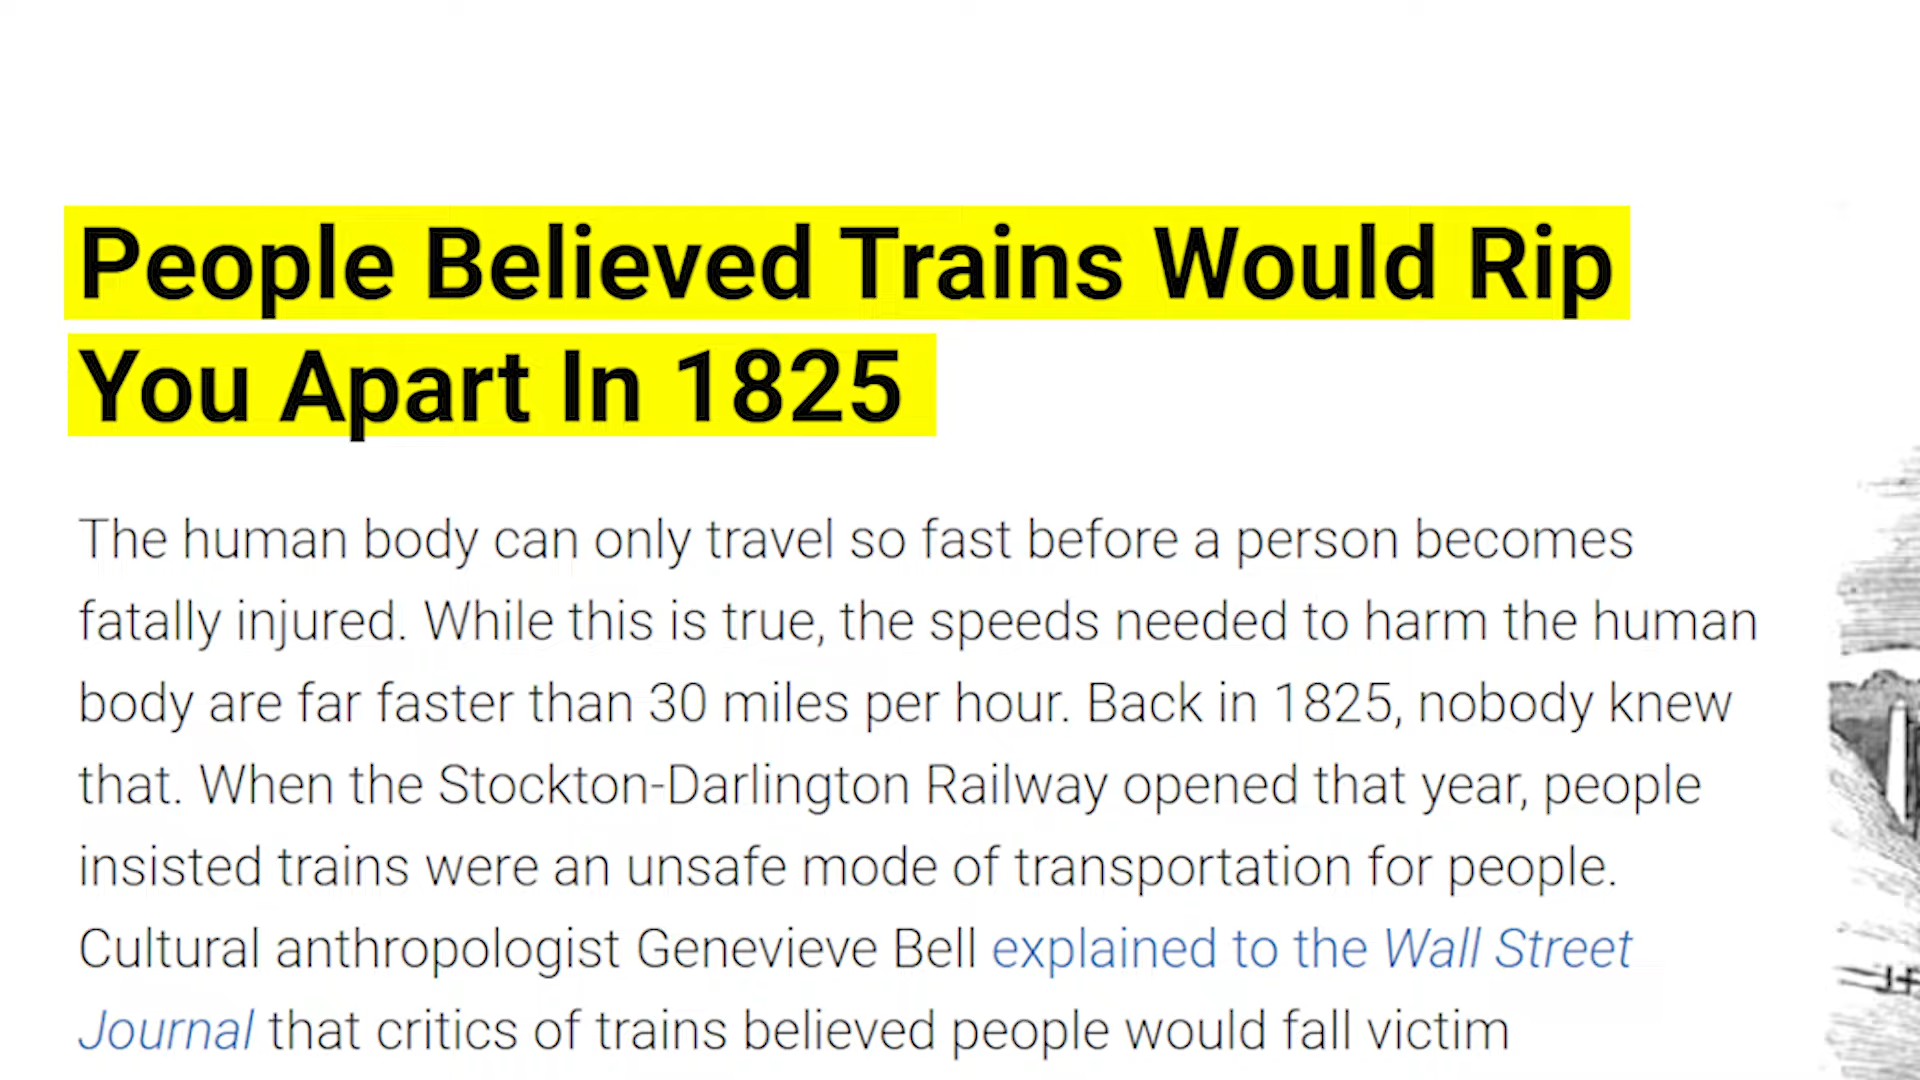 People Believed Trains Would Rip
You Apart In 1825
The human body can only travel so fast before a person becomes
fatally injured. While this is true, the speeds needed to harm the human
body are far faster than 30 miles per hour. Back in 1825, nobody knew
that. When the Stockton-Darlington Railway opened that year, people
insisted trains were an unsafe mode of transportation for people.
Cultural anthropologist Genevieve Bell explained to the Wall Street
Journal that critics of trains believed people would fall victim